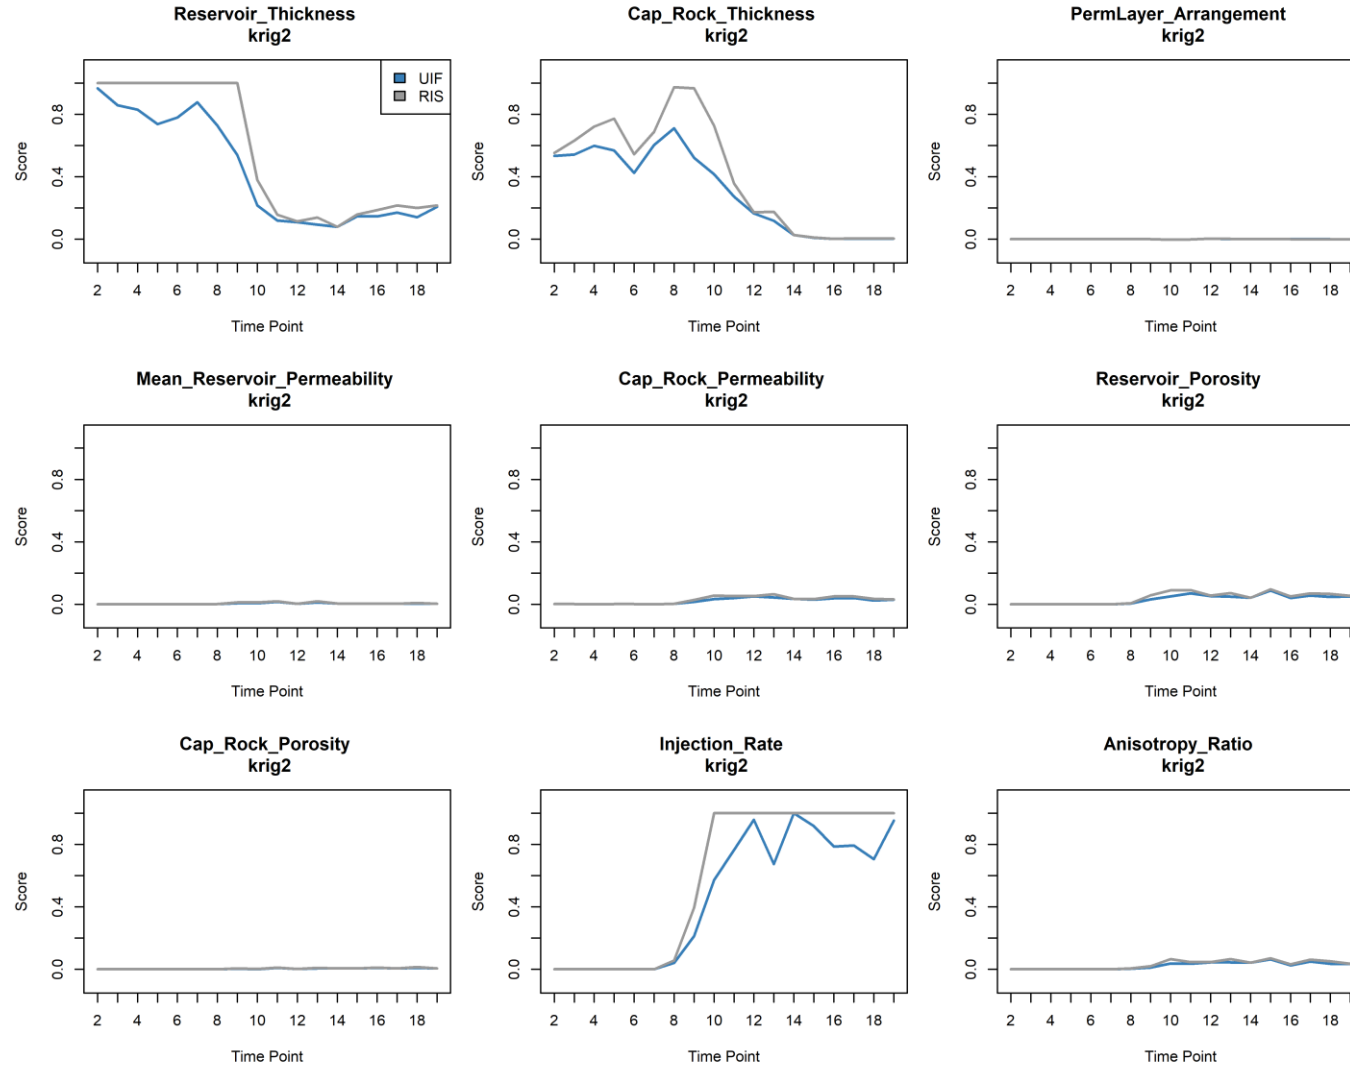 Reservoir_Thickness
krig2
UIF
RIS
Score
0.0 0.4 0.8
2 4 6 8 10 12 14 16 18
Time Point
Cap_Rock_Thickness
krig2
Score
0.0 0.4 0.8
2 4 6 8 10 12 14 16 18
Time Point
PermLayer_Arrangement
krig2
Score
0.0 0.4 0.8
2 4 6 8 10 12 14 16 18
Time Point
Mean_Reservoir_Permeability
krig2
Score
0.0 0.4 0.8
2 4 6 8 10 12 14 16 18
Time Point
Cap_Rock_Permeability
krig2
Score
0.0 0.4 0.8
2 4 6 8 10 12 14 16 18
Time Point
Reservoir_Porosity
krig2
Score
0.0 0.4 0.8
2 4 6 8 10 12 14 16 18
Time Point
Cap_Rock_Porosity
krig2
Score
0.0 0.4 0.8
2 4 6 8 10 12 14 16 18
Time Point
Injection_Rate
krig2
Score
0.0 0.4 0.8
2 4 6 8 10 12 14 16 18
Time Point
Anisotropy_Ratio
krig2
Score
0.0 0.4 0.8
2 4 6 8 10 12 14 16 18
Time Point